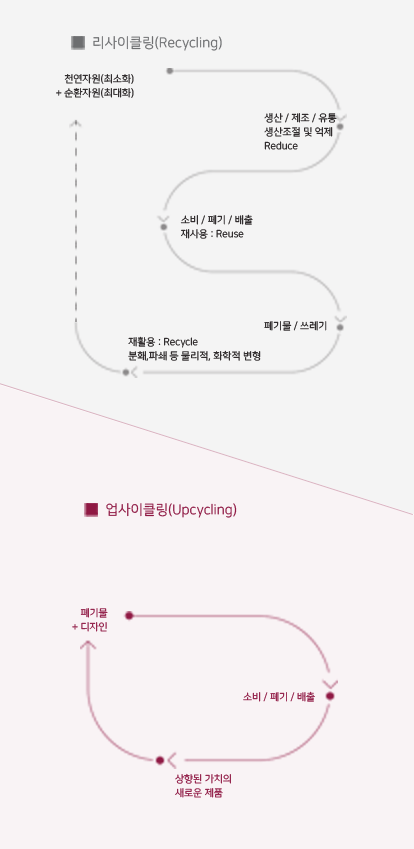 리사이클링(Recycling)
천연자원(최소화)
+ 순환자원(최대화)
생산 / 제조 / 유통
생산조절 및 억제
Reduce
소비 / 폐기 / 배출
재사용 : Reuse
폐기물 / 쓰레기
재활용 : Recycle
분쇄,파쇄 등 물리적, 화학적 변형
업사이클링(Upcycling)
폐기물
+ 디자인
소비 / 폐기 / 배출
상향된 가치의
새로운 제품